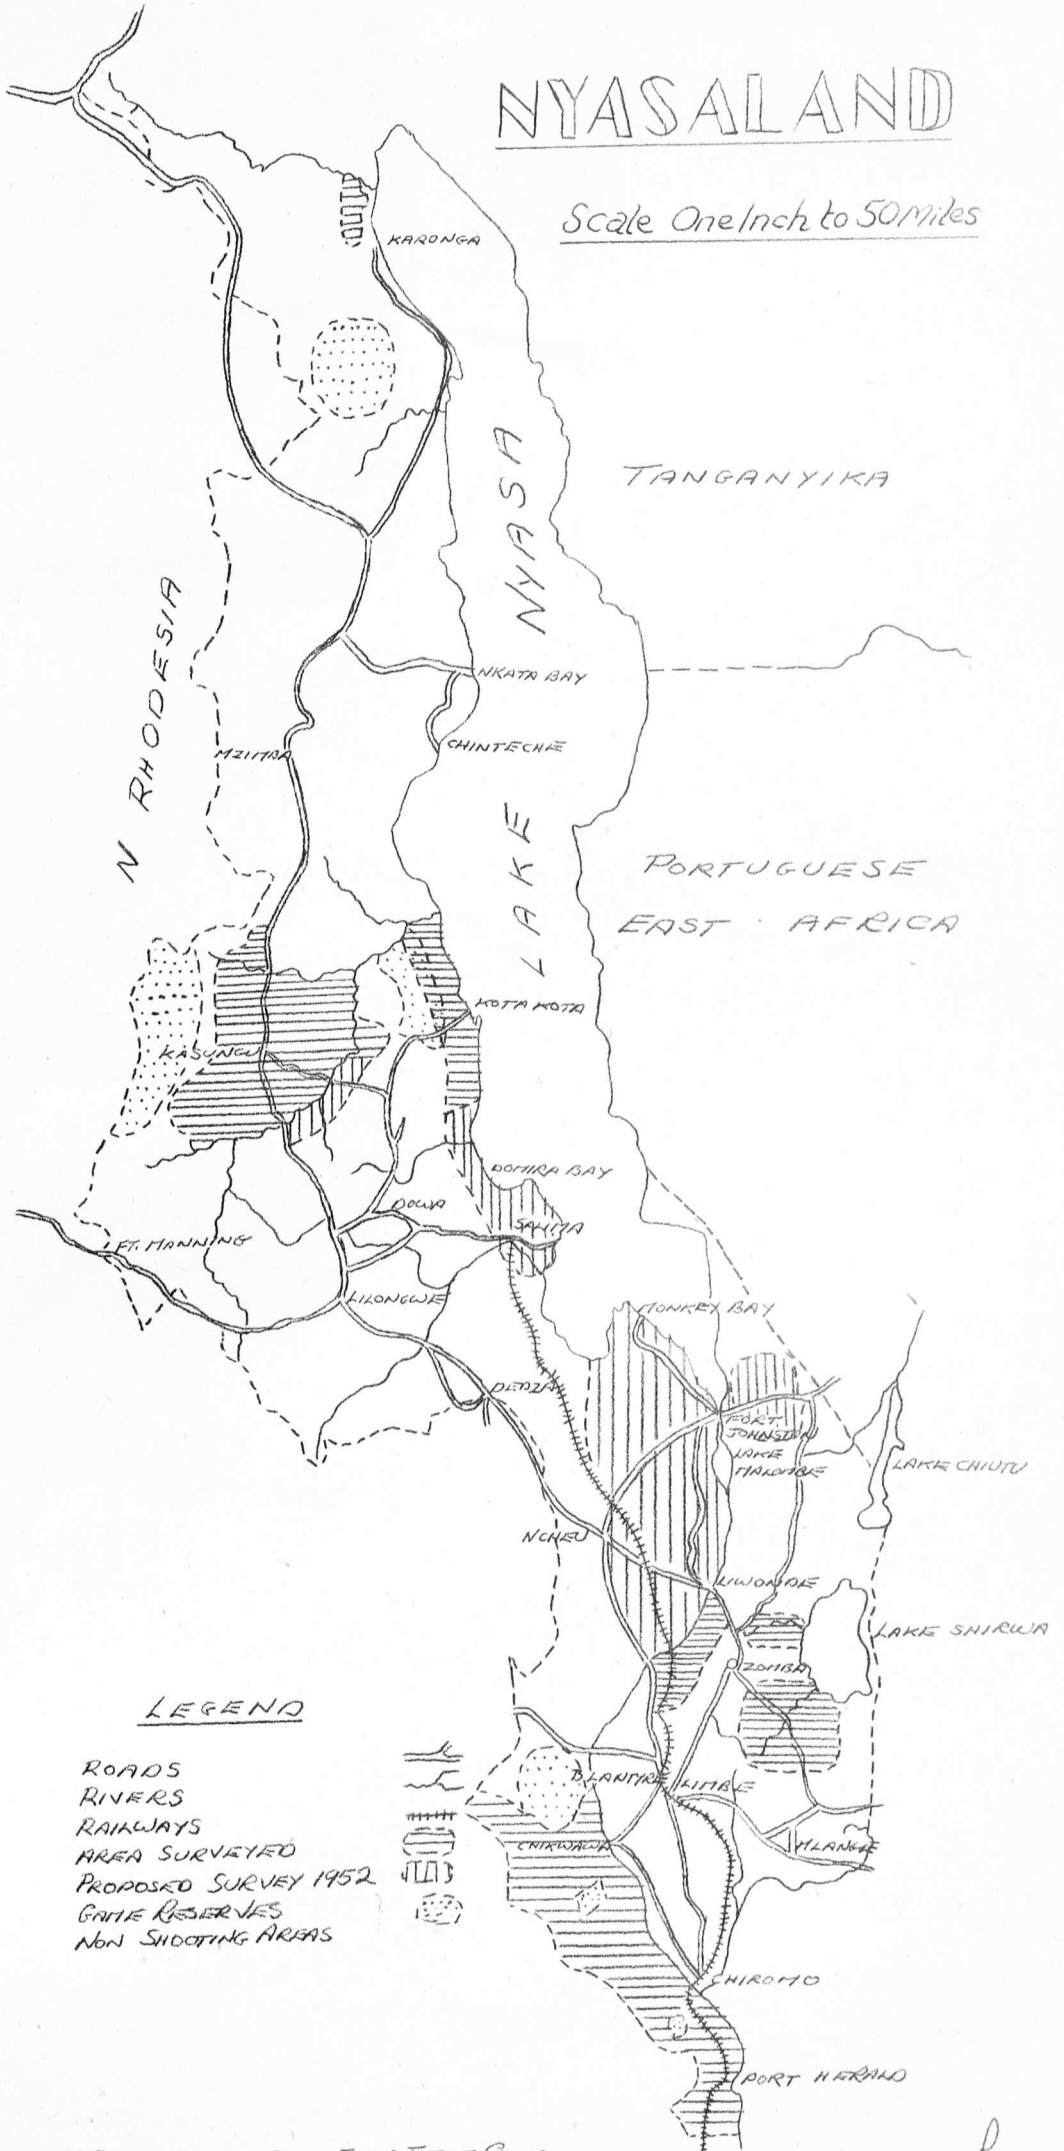 NYASALAND
Scale One Inch to 50 Miles
KARONGA
TANGANYIKA
LAKE NYASA
N RHODESIA
NKATA BAY
CHINTECHE
MZIMBA
PORTUGUESE
EAST AFRICA
KOTA KOTA
KASUNGU
DOMIRA BAY
DOWA
SALIMA
FT. MANNING
LILONGWE
MONKEY BAY
DEDZA
FORT
JOHNSTON
LAKE
MALOMBE
LAKE CHIUTU
NCHEU
LIWONDE
LAKE SHIRWA
ZOMBA
LEGEND
ROADS
RIVERS
RAILWAYS
AREA SURVEYED
PROPOSED SURVEY 1952
GAME RESERVES
NON SHOOTING AREAS
BLANTYRE
LIMBE
CHIKWAWA
MLANGE
CHIROMO
PORT HERALD